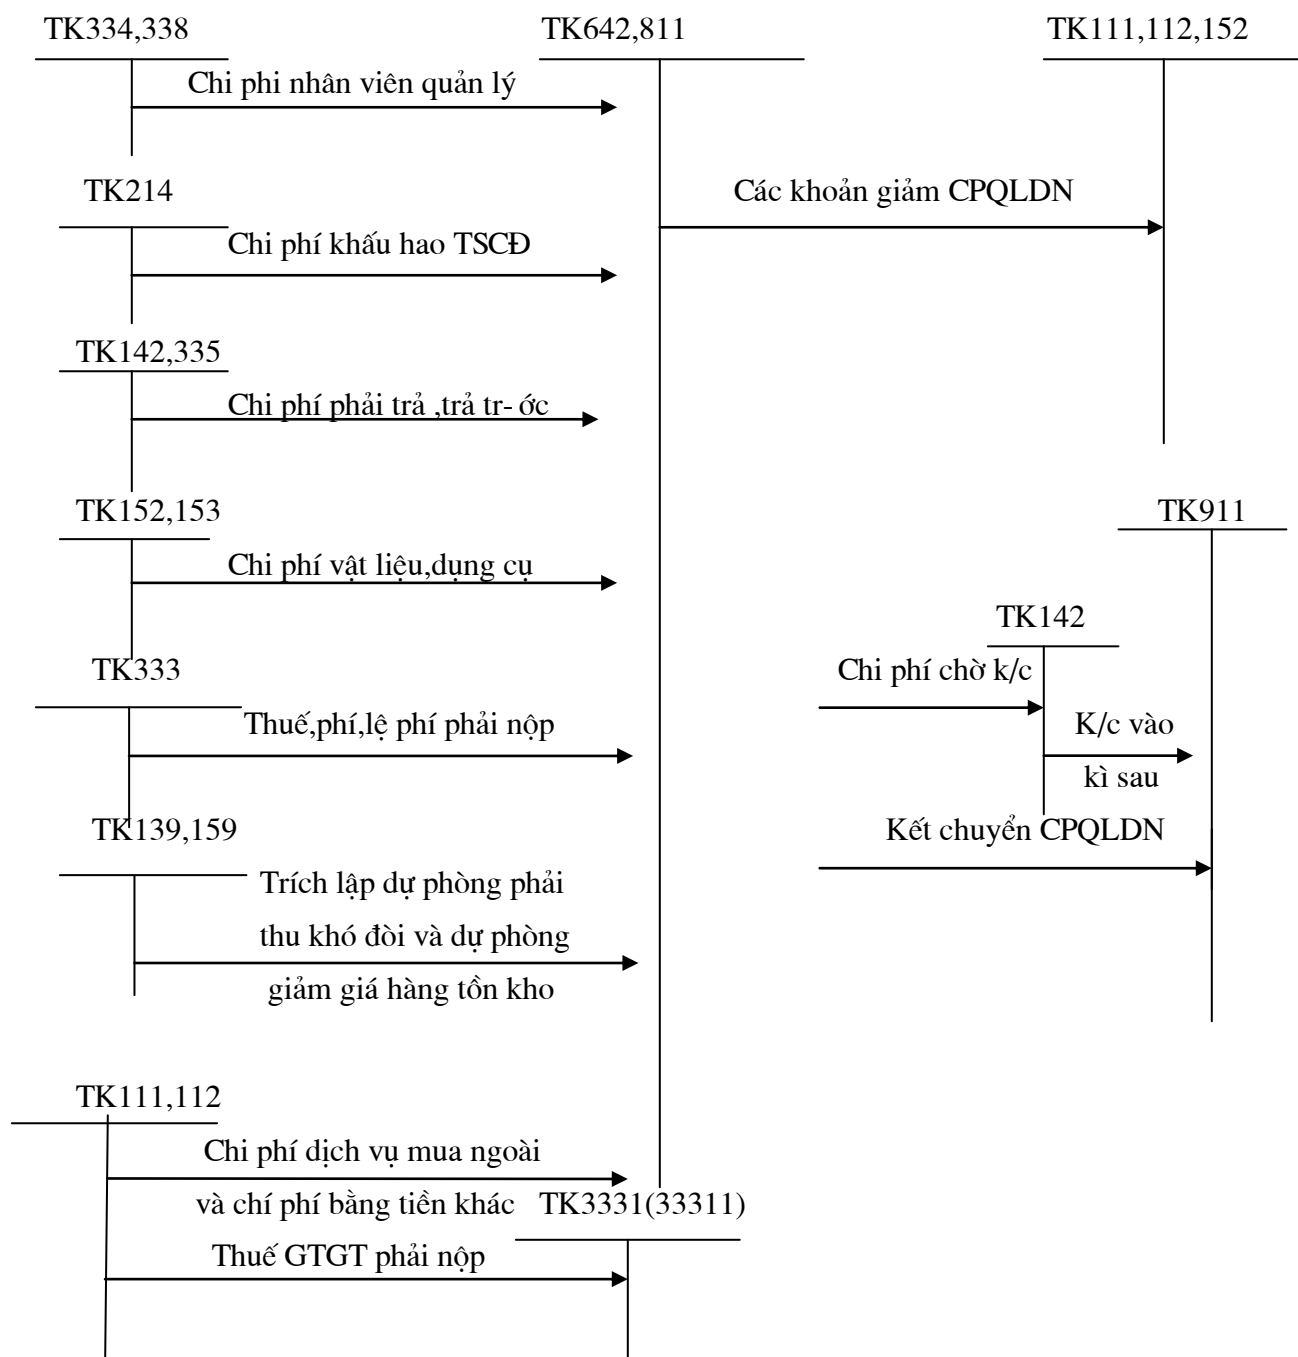 TK334,338
TK642,811
TK111,112,152
Chi phi nhân viên quản lý
TK214
Các khoản giảm CPQLDN
Chi phí khấu hao TSCĐ
TK142,335
Chi phí phải trả ,trả tr- ớc
TK152,153
TK911
Chi phí vật liệu,dụng cụ
TK142
TK333
Chi phí chờ k/c
Thuế,phí,lệ phí phải nộp
K/c vào
kì sau
TK139,159
Kết chuyển CPQLDN
Trích lập dự phòng phải
thu khó đòi và dự phòng
giảm giá hàng tồn kho
TK111,112
Chi phí dịch vụ mua ngoài
và chí phí bằng tiền khác
TK3331(33311)
Thuế GTGT phải nộp